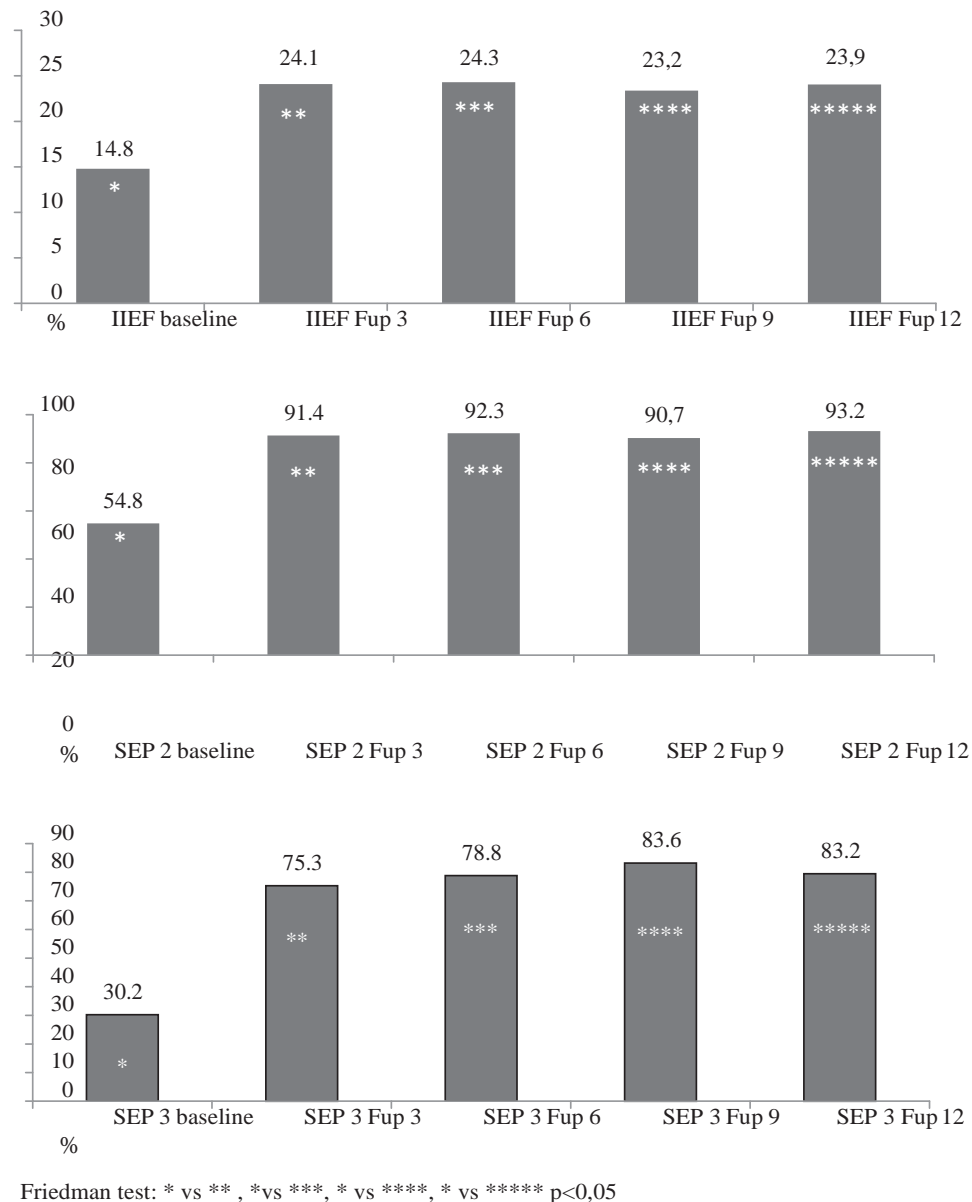 30
25
20
15
10
5
0
%
24.1 24.3 23,2 23,9
14.8
* ** *** **** *****
IIEF baseline IIEF Fup 3 IIEF Fup 6 IIEF Fup 9 IIEF Fup 12
100
80
60
40
20
0
%
91.4 92.3 90,7 93.2
54.8
* ** *** **** *****
SEP 2 baseline SEP 2 Fup 3 SEP 2 Fup 6 SEP 2 Fup 9 SEP 2 Fup 12
90
80
70
60
50
40
30
20
10
0
75.3 78.8 83.6 83.2
30.2
* ** *** **** *****
SEP 3 baseline SEP 3 Fup 3 SEP 3 Fup 6 SEP 3 Fup 9 SEP 3 Fup 12
%
Friedman test: * vs ** , *vs ***, * vs ****, * vs ***** p<0,05